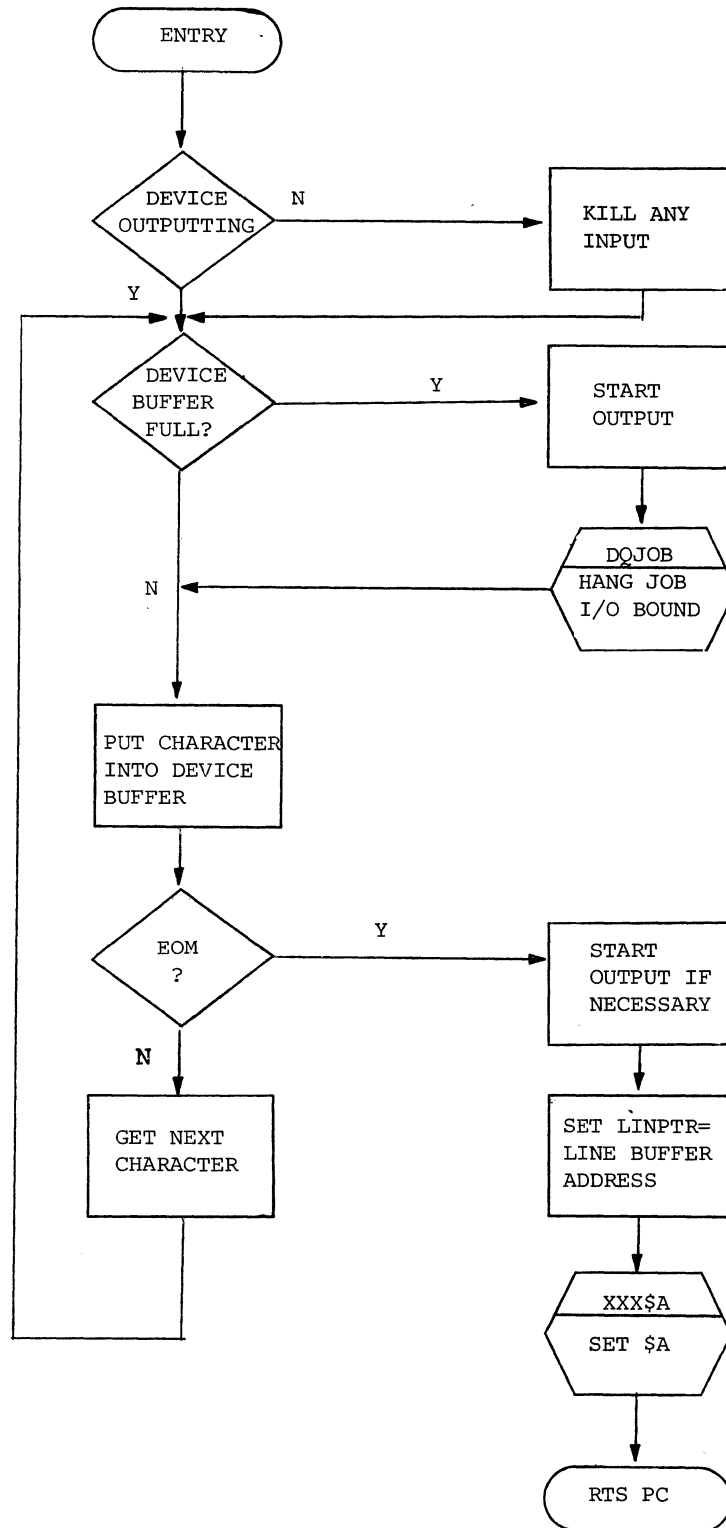 ENTRY
DEVICE
OUTPUTTING
N
KILL ANY
INPUT
Y
DEVICE
BUFFER
FULL?
Y
START
OUTPUT
DQJOB
HANG JOB
I/O BOUND
N
PUT CHARACTER
INTO DEVICE
BUFFER
EOM
?
Y
START
OUTPUT IF
NECESSARY
N
GET NEXT
CHARACTER
SET LINPTR=
LINE BUFFER
ADDRESS
XXX$A
SET $A
RTS PC